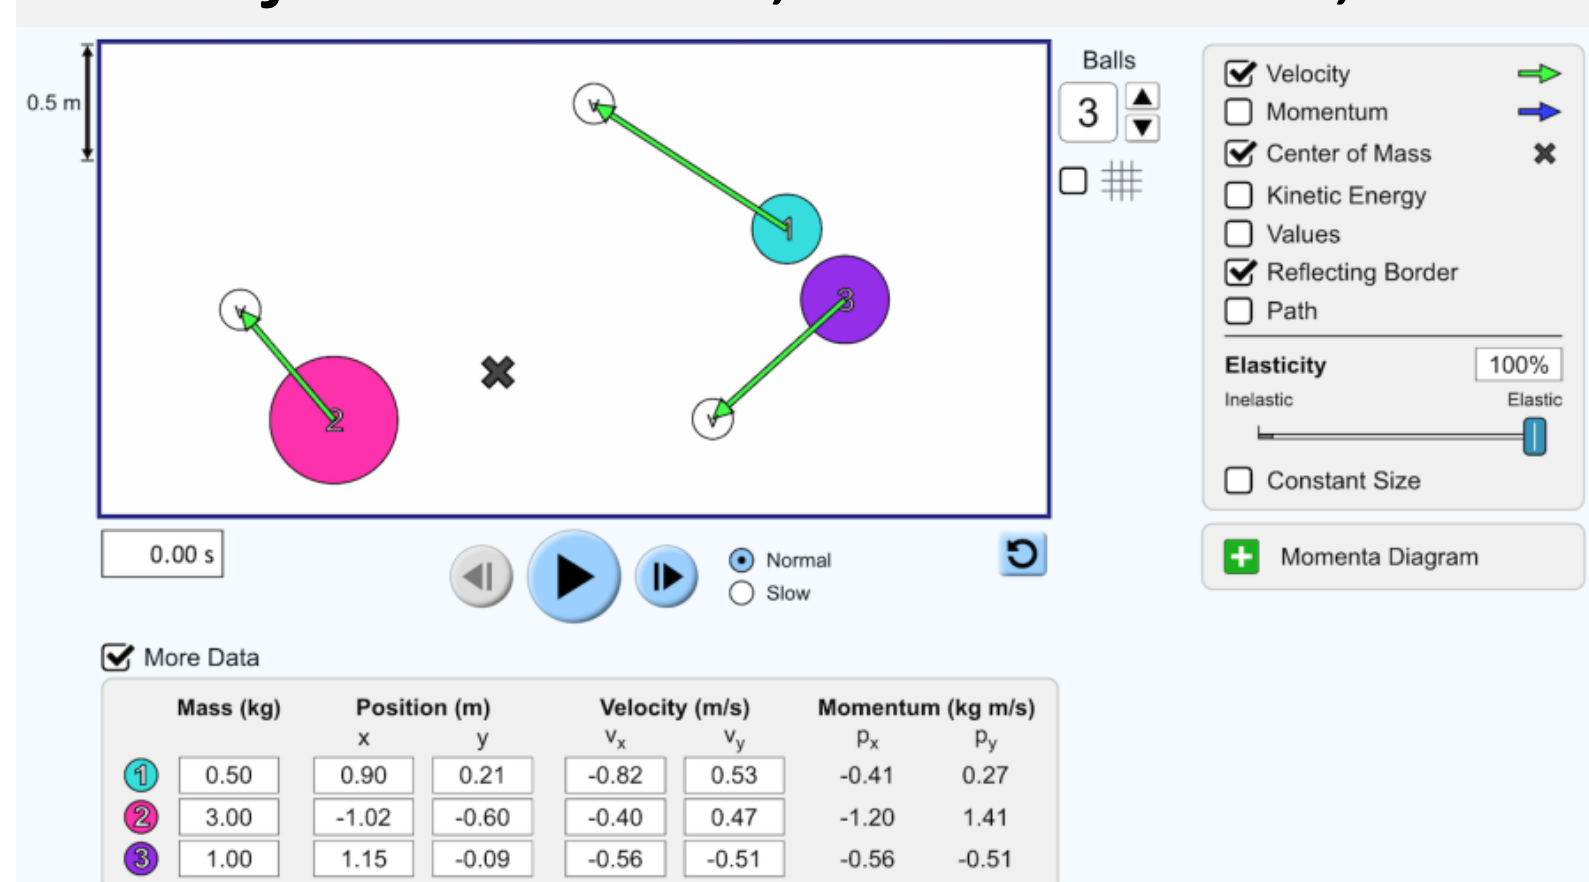 0.5 m
v
1
3
v
2
v
Balls
3
Velocity
Momentum
Center of Mass
Kinetic Energy
Values
Reflecting Border
Path
Elasticity 100%
Inelastic Elastic
Constant Size
Momenta Diagram
0.00 s
Normal
Slow
More Data
Mass (kg) Position (m) Velocity (m/s) Momentum (kg m/s)
x y vx vy px py
1 0.50 0.90 0.21 -0.82 0.53 -0.41 0.27
2 3.00 -1.02 -0.60 -0.40 0.47 -1.20 1.41
3 1.00 1.15 -0.09 -0.56 -0.51 -0.56 -0.51